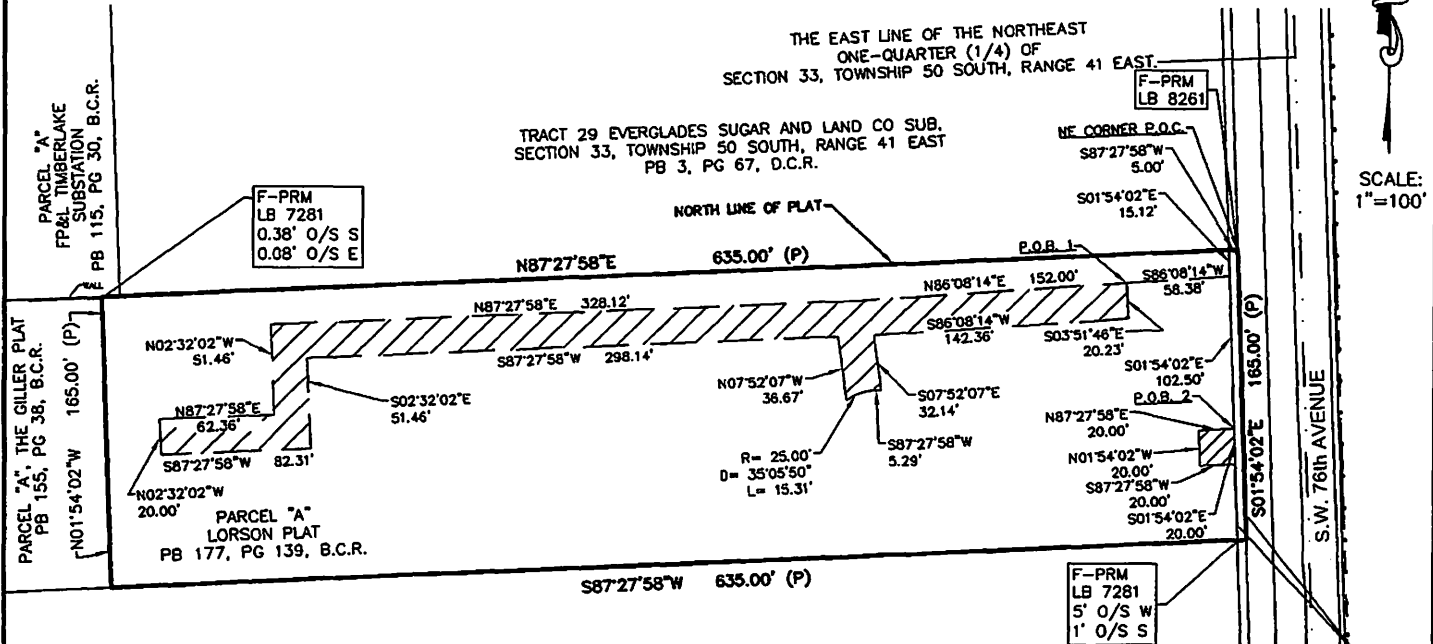 THE EAST LINE OF THE NORTHEAST
ONE-QUARTER (1/4) OF
SECTION 33, TOWNSHIP 50 SOUTH, RANGE 41 EAST.
F-PRM
LB 8261
PARCEL "A"
FP&L TIMBERLAKE
SUBSTATION
PB 115, PG 30, B.C.R.
TRACT 29 EVERGLADES SUGAR AND LAND CO SUB,
SECTION 33, TOWNSHIP 50 SOUTH, RANGE 41 EAST
PB 3, PG 67, D.C.R.
NE CORNER P.O.C.
S87°27'58"W
5.00'
S01°54'02"E
15.12'
SCALE:
1"=100'
F-PRM
LB 7281
0.38' O/S S
0.08' O/S E
NORTH LINE OF PLAT
N87°27'58"E 635.00' (P)
P.O.B. 1
S86°08'14"W
58.38'
WALL
N87°27'58"E 328.12'
N86°08'14"E 152.00'
N02°32'02"W
51.46'
S87°27'58"W 298.14'
S86°08'14"W
142.36'
S03°51'46"E
20.23'
PARCEL "A", THE GILLER PLAT
PB 155, PG 38, B.C.R.
N01°54'02"W 165.00' (P)
S02°32'02"E
51.46'
N07°52'07"W
36.67'
S07°52'07"E
32.14'
S01°54'02"E
102.50'
P.O.B. 2
S01°54'02"E 165.00' (P)
S.W. 76th AVENUE
N87°27'58"E
62.36'
N87°27'58"E
20.00'
S87°27'58"W 82.31'
R= 25.00'
D= 35°05'50"
L= 15.31'
S87°27'58"W
5.29'
N01°54'02"W
20.00'
S87°27'58"W
20.00'
S01°54'02"E
20.00'
N02°32'02"W
20.00'
PARCEL "A"
LORSON PLAT
PB 177, PG 139, B.C.R.
S87°27'58"W 635.00' (P)
F-PRM
LB 7281
5' O/S W
1' O/S S